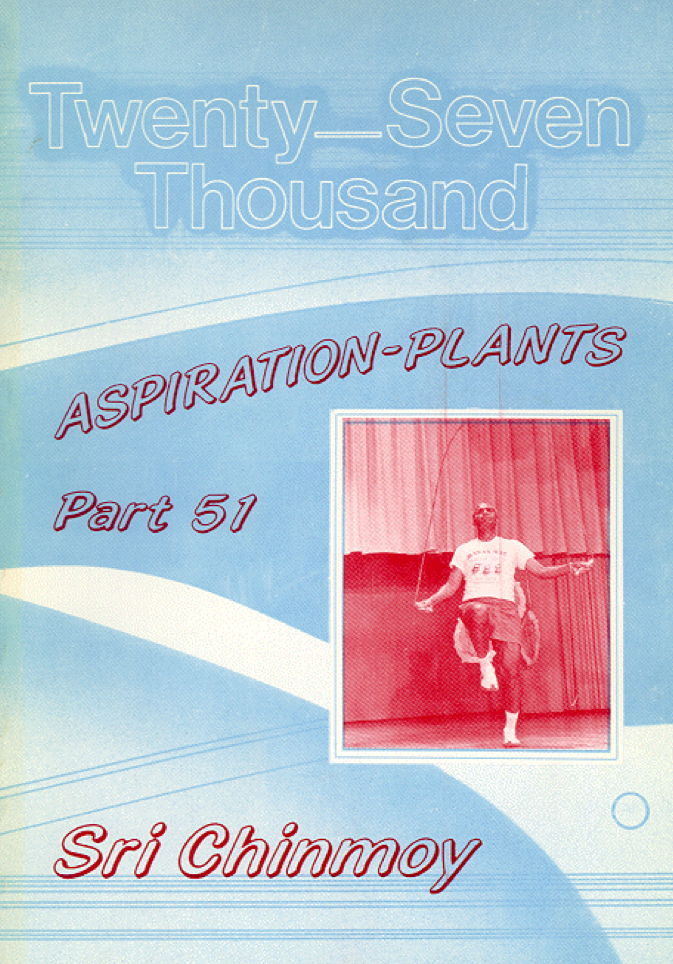 Twenty—Seven
Thousand
ASPIRATION-PLANTS
Part 51
Sri Chinmoy